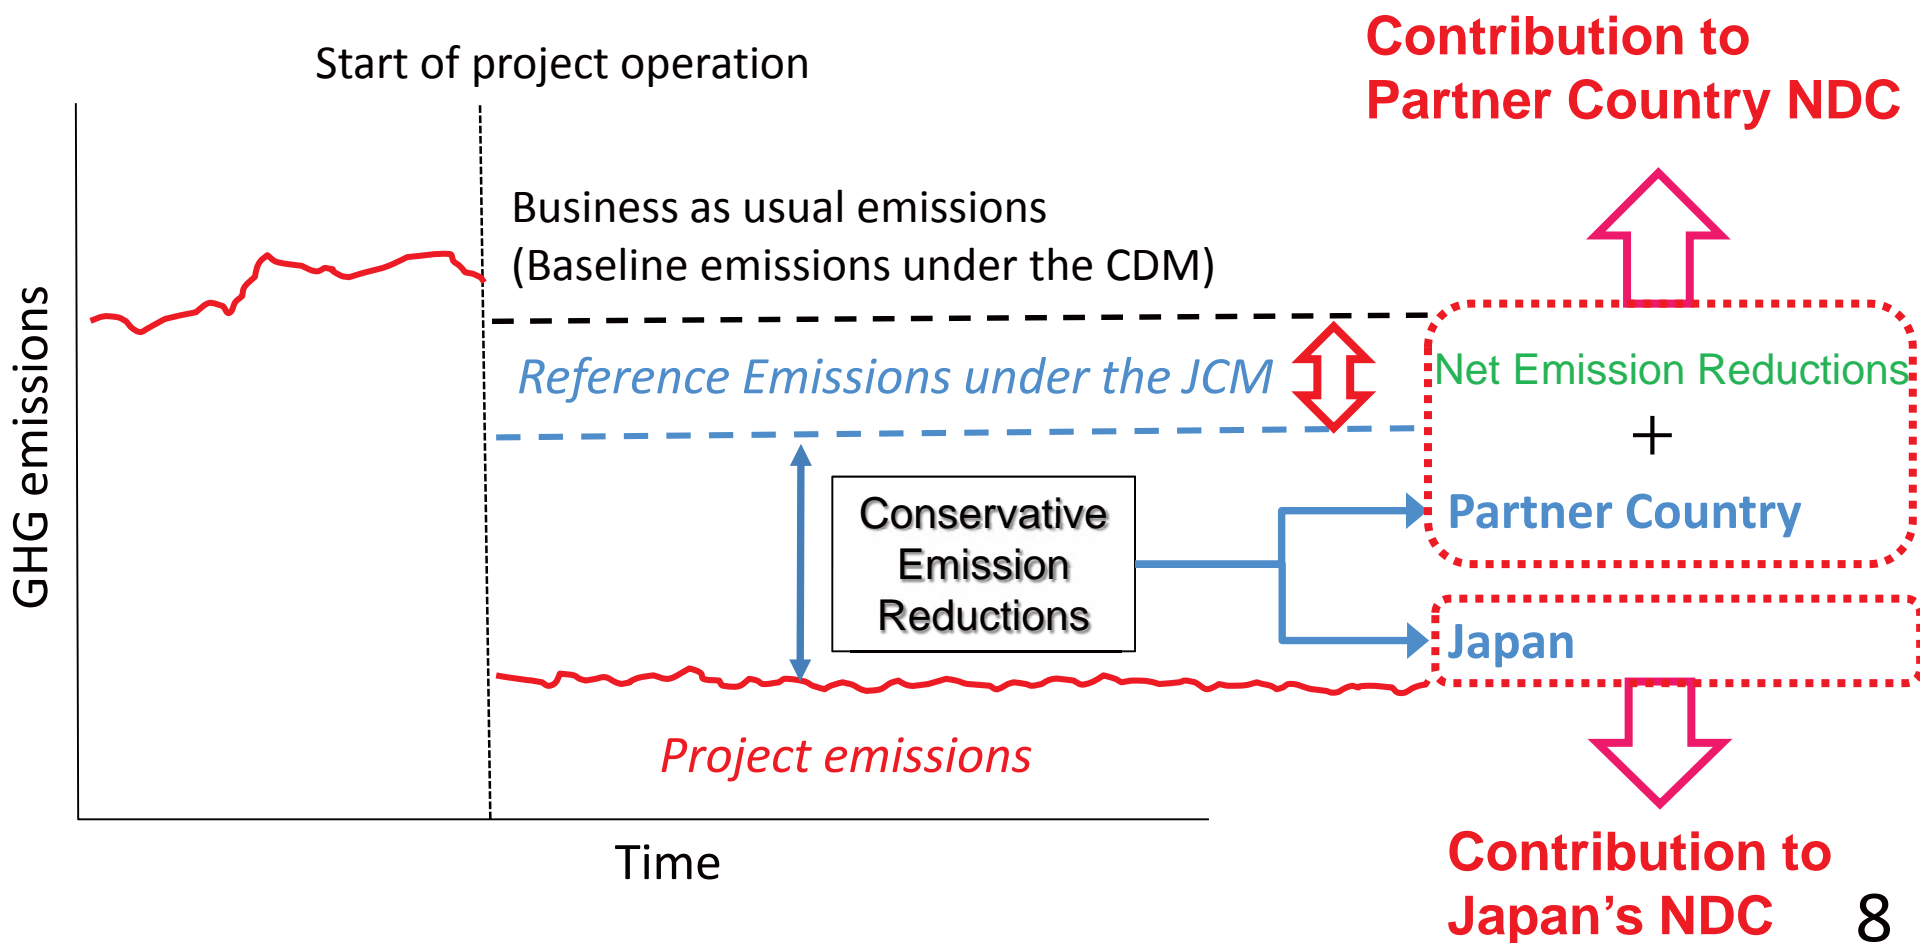 Contribution to
Partner Country NDC
Start of project operation
Business as usual emissions
(Baseline emissions under the CDM)
Reference Emissions under the JCM
Net Emission Reductions
+
Partner Country
Conservative
Emission
Reductions
Japan
GHG emissions
Project emissions
Time
Contribution to
Japan’s NDC
8